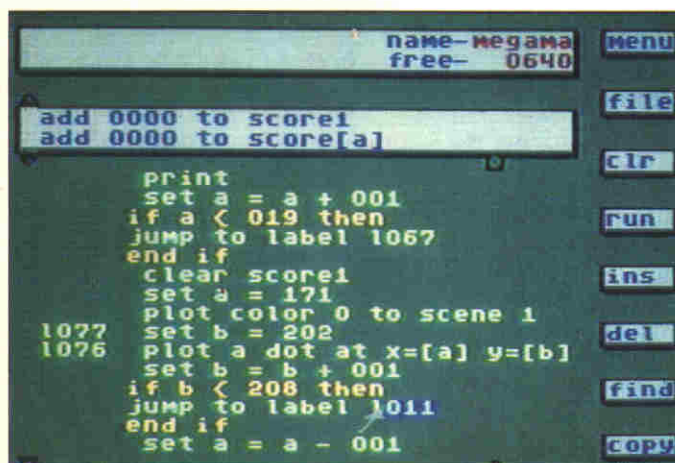 name-megama
free- 0640
menu
file
add 0000 to score1
add 0000 to score[a]
clr
print
set a = a + 001
if a < 019 then
run
jump to label 1067
end if
clear score1
ins
set a = 171
plot color 0 to scene 1
1077 set b = 202
del
1076 plot a dot at x=[a] y=[b]
set b = b + 001
if b < 208 then
find
jump to label 1011
end if
set a = a - 001
copy